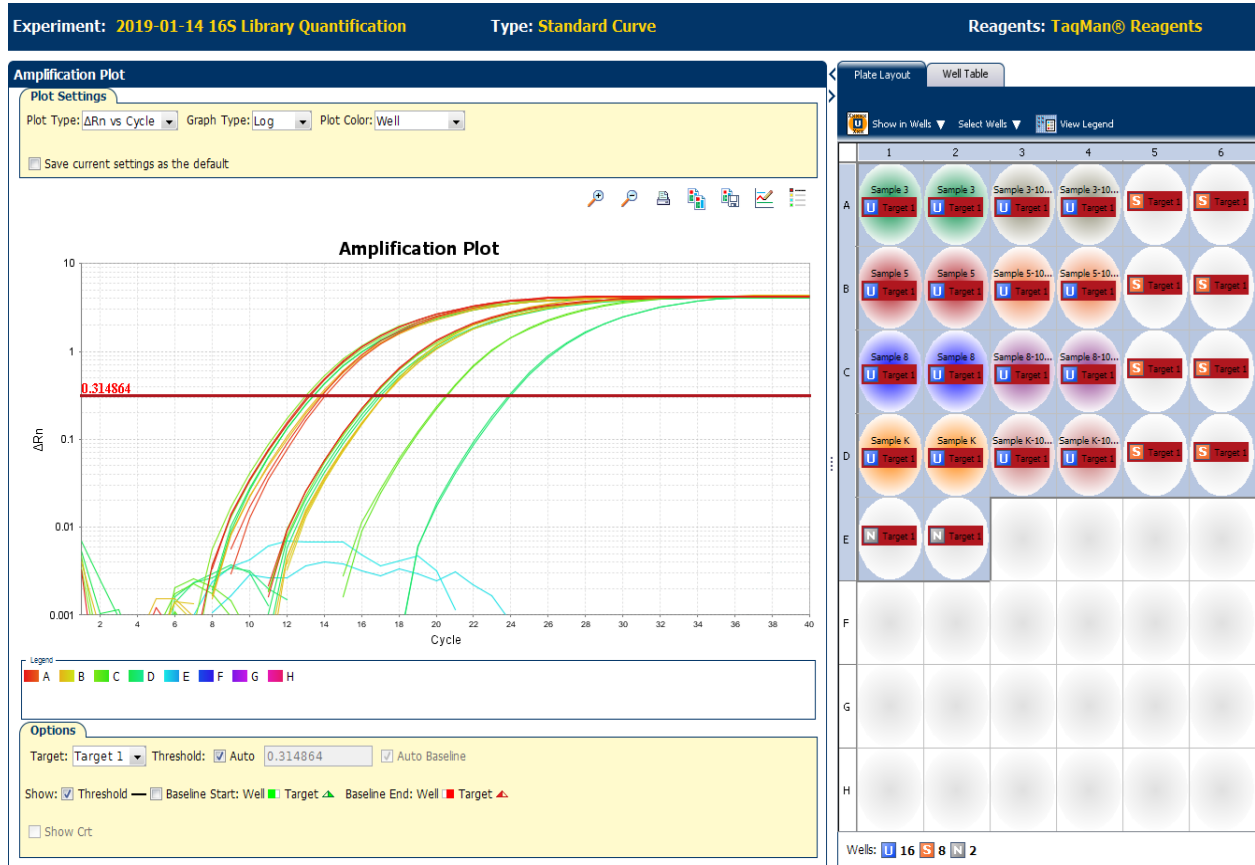 Experiment: 2019-01-14 16S Library Quantification Type: Standard Curve Reagents: TaqMan® Reagents
Amplification Plot
Plot Settings
Plot Type: ΔRn vs Cycle Graph Type: Log Plot Color: Well
Save current settings as the default
Amplification Plot
10
1
0.314864
0.1
0.01
0.001
ΔRn
2 4 6 8 10 12 14 16 18 20 22 24 26 28 30 32 34 36 38 40
Cycle
Legend
A B C D E F G H
Options
Target: Target 1 Threshold: Auto 0.314864 Auto Baseline
Show: Threshold Baseline Start: Well Target Baseline End: Well Target
Show Crt
Plate Layout Well Table
Show in Wells Select Wells View Legend
1 2 3 4 5 6
Sample 3 Sample 3 Sample 3-10... Sample 3-10...
A U Target 1 U Target 1 U Target 1 U Target 1 S Target 1 S Target 1
Sample 5 Sample 5 Sample 5-10... Sample 5-10...
B U Target 1 U Target 1 U Target 1 U Target 1 S Target 1 S Target 1
Sample 8 Sample 8 Sample 8-10... Sample 8-10...
C U Target 1 U Target 1 U Target 1 U Target 1 S Target 1 S Target 1
Sample K Sample K Sample K-10... Sample K-10...
D U Target 1 U Target 1 U Target 1 U Target 1 S Target 1 S Target 1
E N Target 1 N Target 1
F
G
H
Wells: U 16 S 8 N 2